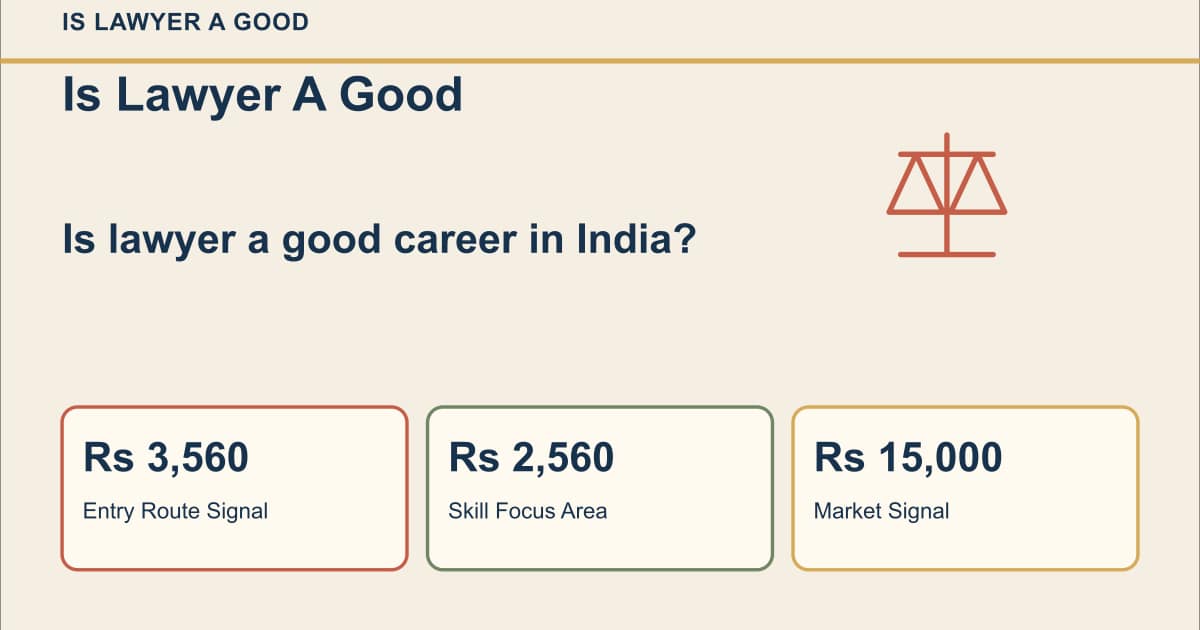 IS LAWYER A GOOD
Is Lawyer A Good
Is lawyer a good career in India?
Rs 3,560
Entry Route Signal
Rs 2,560
Skill Focus Area
Rs 15,000
Market Signal